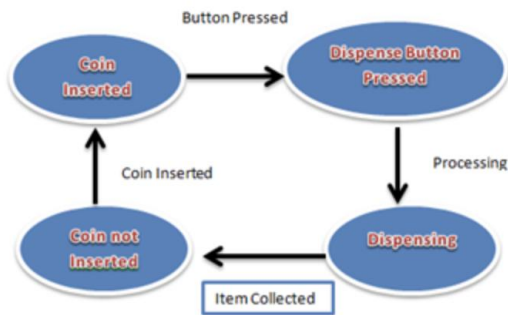 Button Pressed
Coin
Inserted
Dispense Button
Pressed
Coin Inserted
Processing
Coin not
Inserted
Dispensing
Item Collected